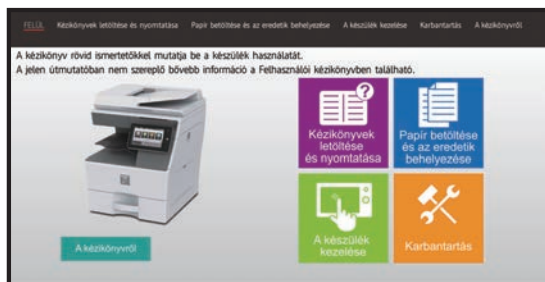 FELÜL Kézikönyvek letöltése és nyomtatása Papír betöltése és az eredetik behelyezése A készülék kezelése Karbantartás A kézikönyvről.
A kézikönyv rövid ismertetőkkel mutatja be a készülék használatát.
A jelen útmutatóban nem szereplő bővebb információ a Felhasználói kézikönyvben található.
Kézikönyvek
letöltése
és nyomtatása
Papír betöltése
és az eredetik
behelyezése
A készülék
kezelése
Karbantartás
A kézikönyvről